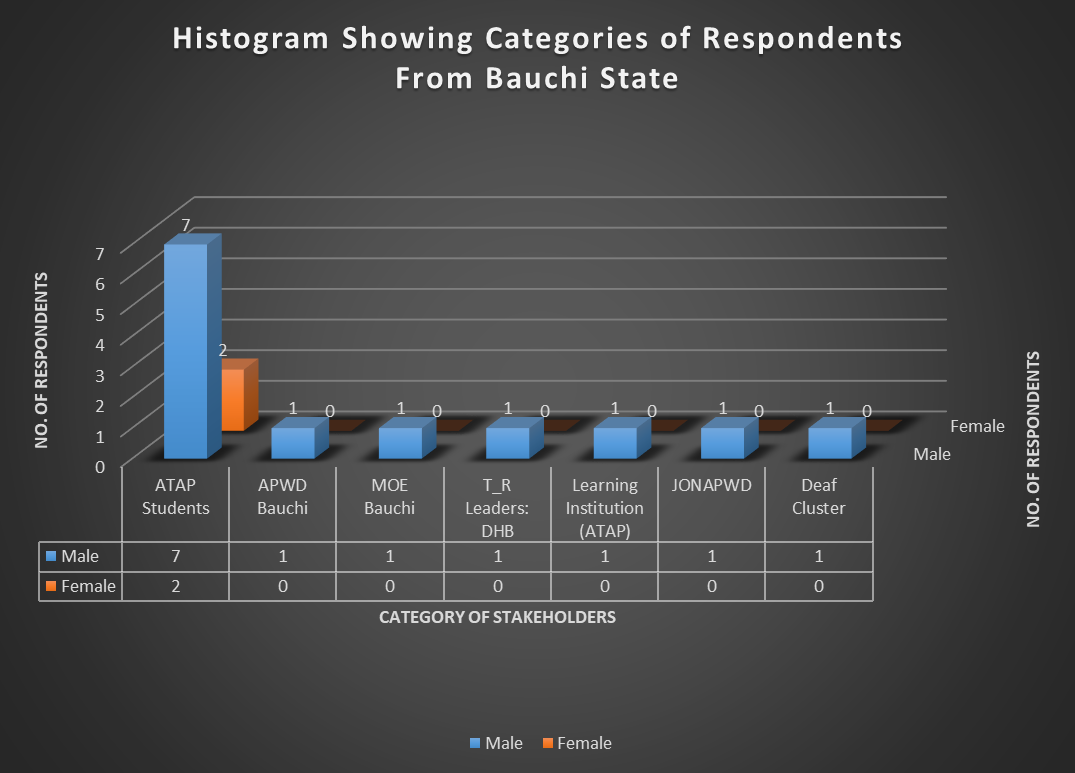 Histogram Showing Categories of Respondents
From Bauchi State
NO. OF RESPONDENTS
7
6
5
4
3
2
1
0
7
2
1 0 1 0 1 0 1 0 1 0 1 0
Female
Male
NO. OF RESPONDENTS
ATAP
Students
APWD
Bauchi
MOE
Bauchi
T_R
Leaders:
DHB
Learning
Institution
(ATAP)
JONAPWD
Deaf
Cluster
Male 7 1 1 1 1 1 1
Female 2 0 0 0 0 0 0
CATEGORY OF STAKEHOLDERS
Male Female